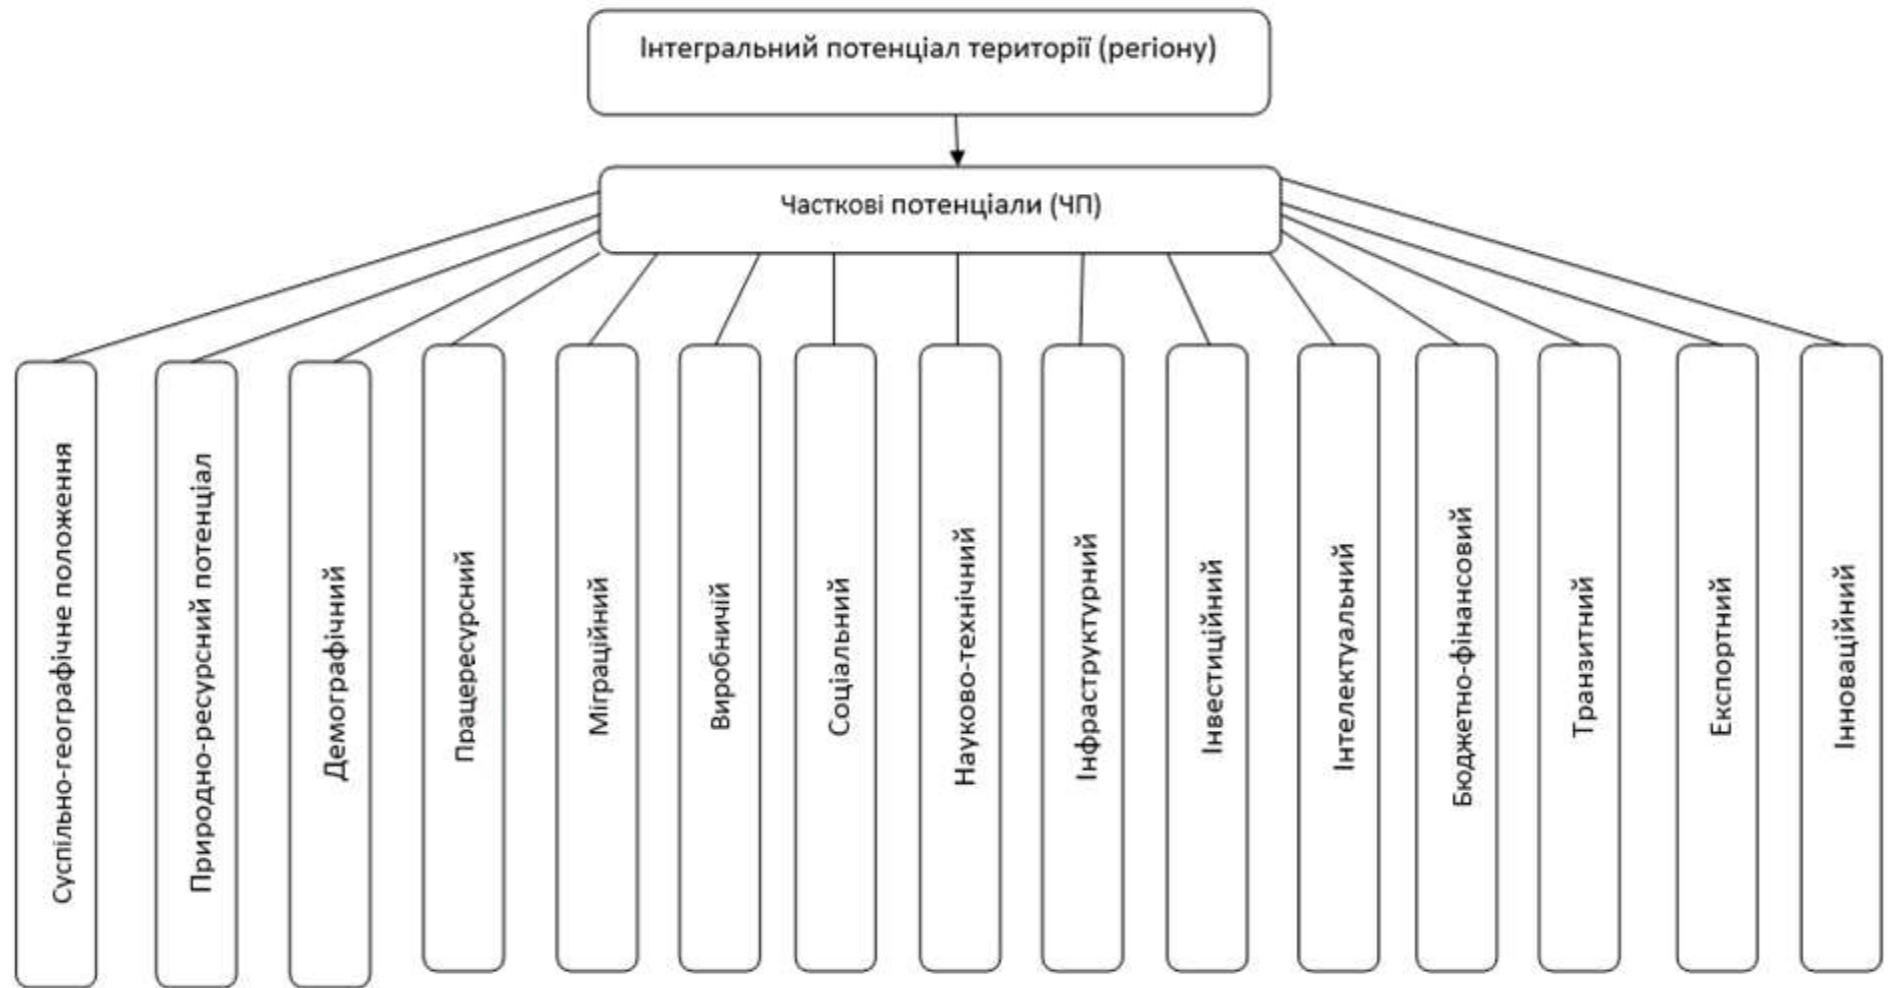 Інтегральний потенціал території (регіону)
Часткові потенціали (ЧП)
Суспільно-географічне положення
Природно-ресурсний потенціал
Демографічний
Працересурсний
Міграційний
Виробничій
Соціальний
Науково-технічний
Інфраструктурний
Інвестиційний
Інтелектуальний
Бюджетно-фінансовий
Транзитний
Експортний
Інноваційний